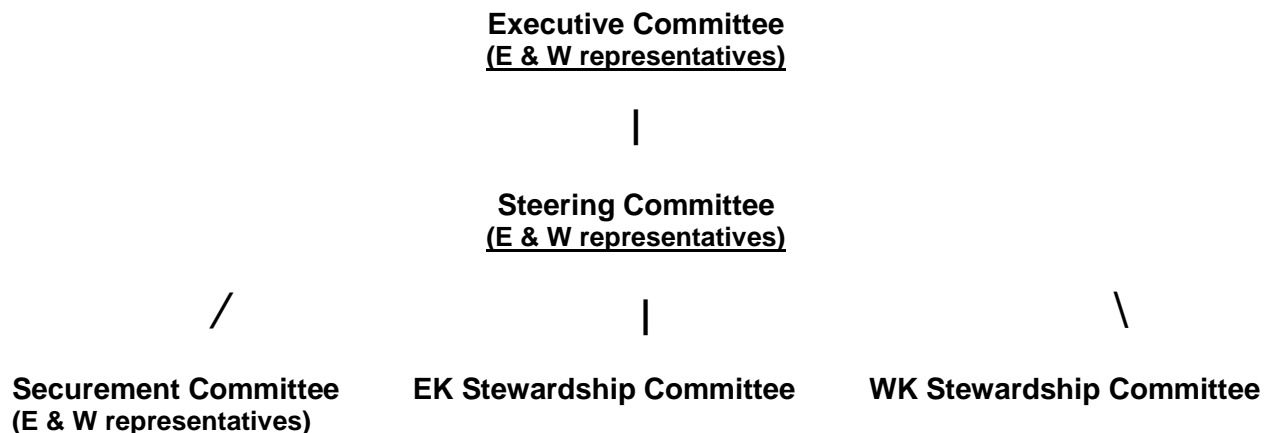 Executive Committee
(E & W representatives)
|
Steering Committee
(E & W representatives)
/ | \
Securement Committee EK Stewardship Committee WK Stewardship Committee
(E & W representatives)